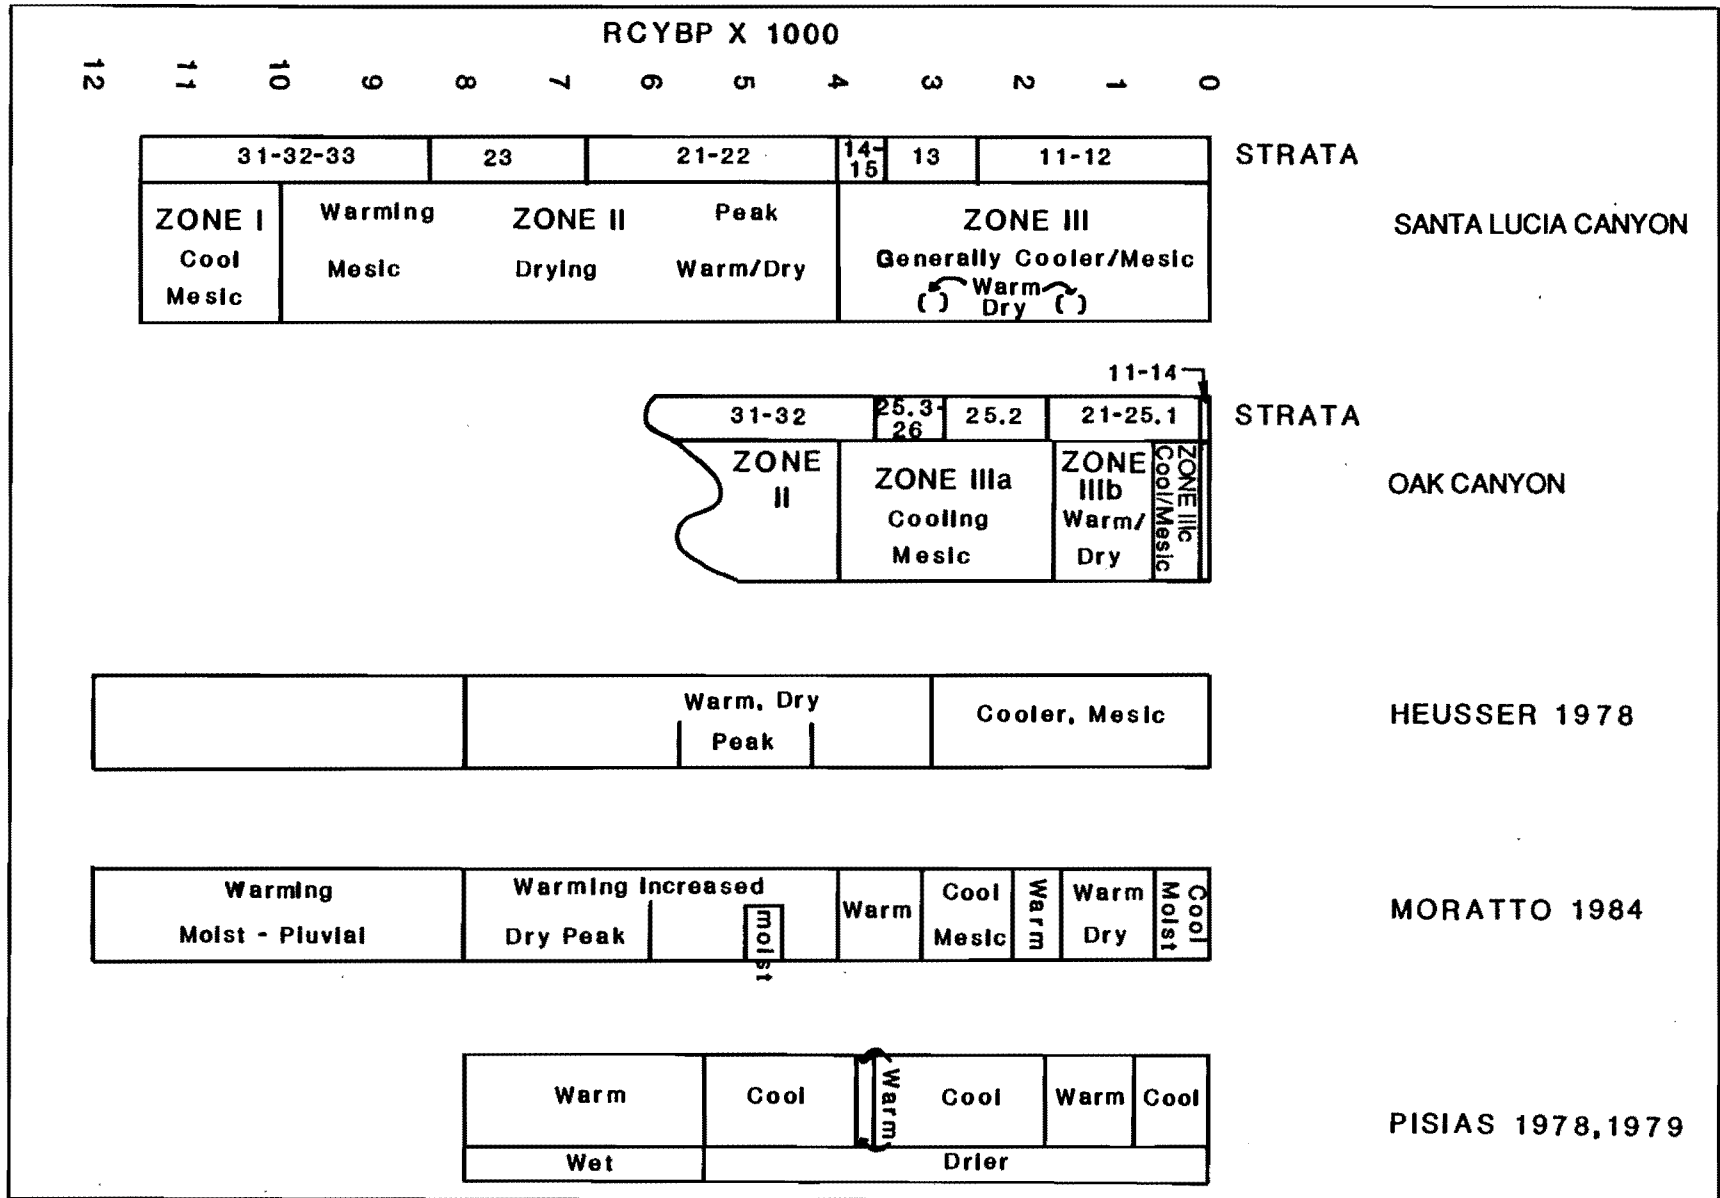 RCYBP X 1000
12 11 10 9 8 7 6 5 4 3 2 1 0
31-32-33 23 21-22 14-15 13 11-12 STRATA
ZONE I
Cool
Mesic
Warming
Mesic
ZONE II
Drying
Peak
Warm/Dry
ZONE III
Generally Cooler/Mesic
( ) Warm ( )
Dry
SANTA LUCIA CANYON
11-14
31-32 25.3-26 25.2 21-25.1 STRATA
ZONE
II
ZONE IIIa
Cooling
Mesic
ZONE
IIIb
Warm/
Dry
ZONE IIIc
Cool/Mesic
OAK CANYON
Warm, Dry
Peak
Cooler, Mesic
HEUSSER 1978
Warming
Moist - Pluvial
Warming Increased
Dry Peak
moist
Warm
Cool
Mesic
Warm
Warm
Dry
Cool
Moist
MORATTO 1984
Warm
Cool
(Warm)
Cool
Warm
Cool
Wet
Drier
PISIAS 1978,1979